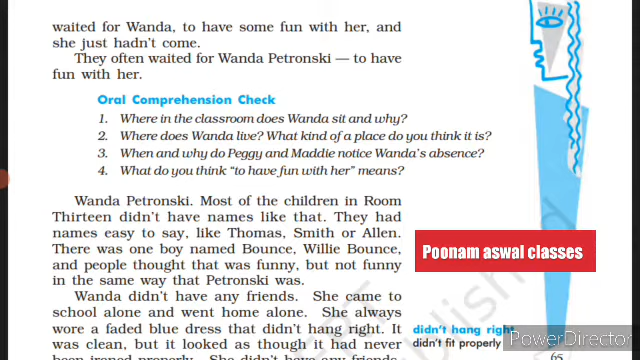 waited for Wanda, to have some fun with her, and
she just hadn't come.
They often waited for Wanda Petronski — to have
fun with her.
Oral Comprehension Check
1. Where in the classroom does Wanda sit and why?
2. Where does Wanda live? What kind of a place do you think it is?
3. When and why do Peggy and Maddie notice Wanda's absence?
4. What do you think "to have fun with her" means?
Wanda Petronski. Most of the children in Room
Thirteen didn't have names like that. They had
names easy to say, like Thomas, Smith or Allen.
There was one boy named Bounce, Willie Bounce,
and people thought that was funny, but not funny
in the same way that Petronski was.
Wanda didn't have any friends. She came to
school alone and went home alone. She always
wore a faded blue dress that didn't hang right. It
was clean, but it looked as though it had never
been ironed properly. She didn't have any friends,
Poonam aswal classes
didn't hang right
didn't fit properly
PowerDirector
65